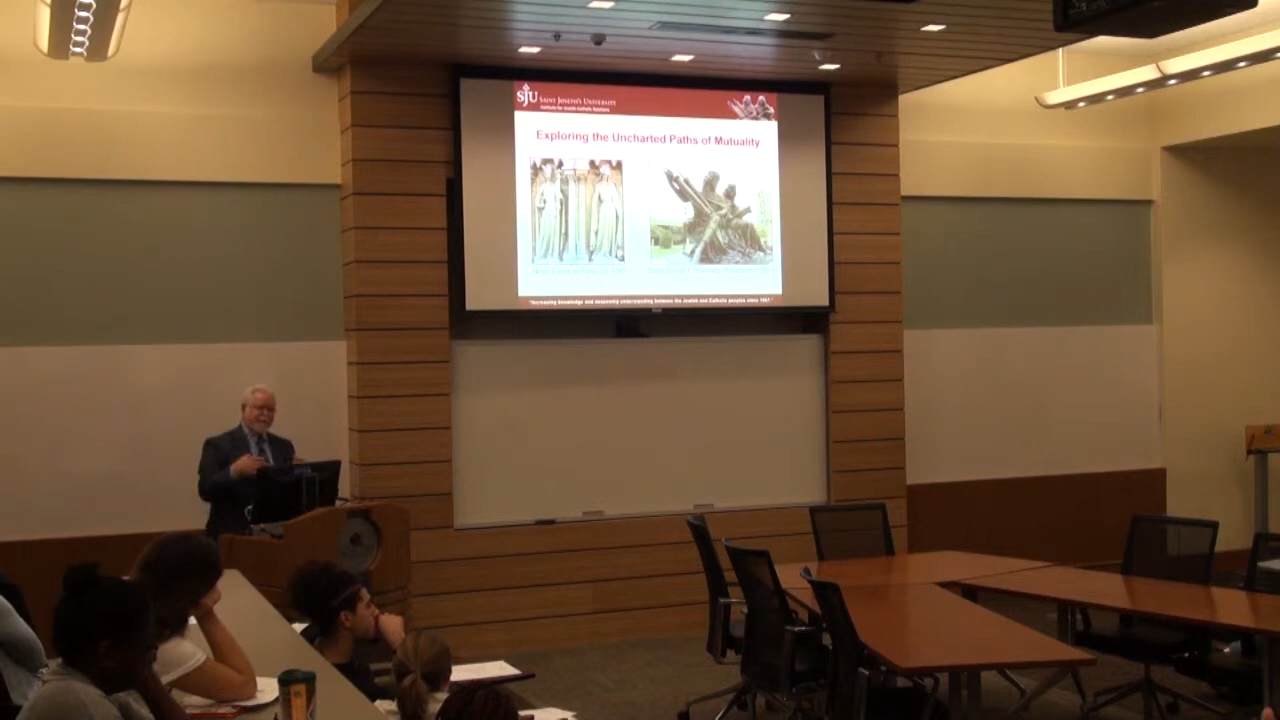 SJU SAINT JOSEPH'S UNIVERSITY
Institute for Jewish-Catholic Relations
Exploring the Uncharted Paths of Mutuality
"Increasing knowledge and deepening understanding between the Jewish and Catholic peoples since 1967."